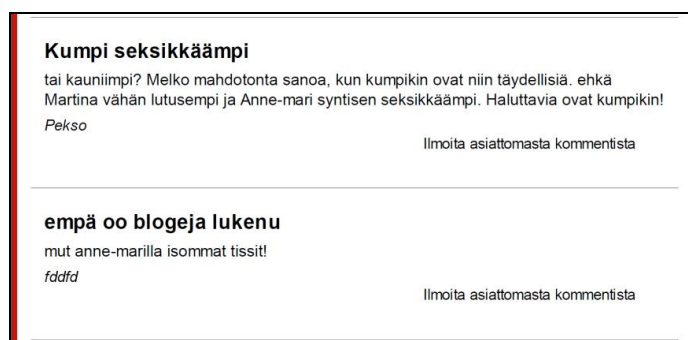 Kumpi seksikkäämpi
tai kauniimpi? Melko mahdotonta sanoa, kun kumpikin ovat niin täydellisiä. ehkä
Martina vähän lutusempi ja Anne-mari syntisen seksikkäämpi. Haluttavia ovat kumpikin!
Pekso
Ilmoita asiattomasta kommentista
empä oo blogeja lukenu
mut anne-marilla isommat tissit!
fddfd
Ilmoita asiattomasta kommentista